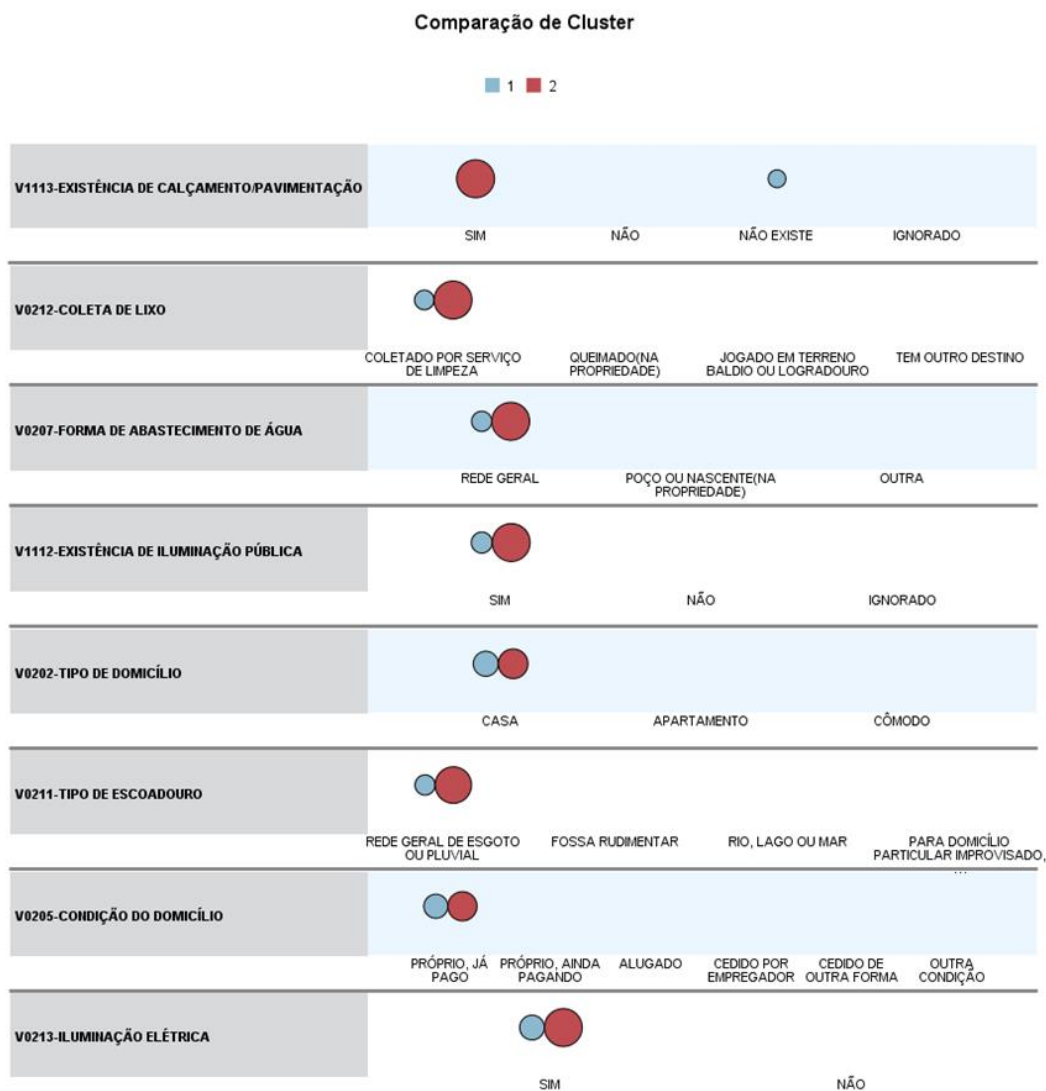 Comparação de Cluster
1 2
V1113-EXISTÊNCIA DE CALÇAMENTO/PAVIMENTAÇÃO
SIM NÃO NÃO EXISTE IGNORADO
V0212-COLETA DE LIXO
COLETADO POR SERVIÇO QUEIMADO(NA JOGADO EM TERRENO TEM OUTRO DESTINO
DE LIMPEZA PROPRIEDADE) BALDIO OU LOGRADOURO
V0207-FORMA DE ABASTECIMENTO DE ÁGUA
REDE GERAL POÇO OU NASCENTE(NA OUTRA
PROPRIEDADE)
V1112-EXISTÊNCIA DE ILUMINAÇÃO PÚBLICA
SIM NÃO IGNORADO
V0202-TIPO DE DOMICÍLIO
CASA APARTAMENTO CÔMODO
V0211-TIPO DE ESCOADOURO
REDE GERAL DE ESGOTO FOSSA RUDIMENTAR RIO, LAGO OU MAR PARA DOMICÍLIO
OU PLUVIAL PARTICULAR IMPROVISADO,
...
V0205-CONDIÇÃO DO DOMICÍLIO
PRÓPRIO, JÁ PRÓPRIO, AINDA ALUGADO CEDIDO POR CEDIDO DE OUTRA
PAGO PAGANDO EMPREGADOR OUTRA FORMA CONDIÇÃO
V0213-ILUMINAÇÃO ELÉTRICA
SIM NÃO